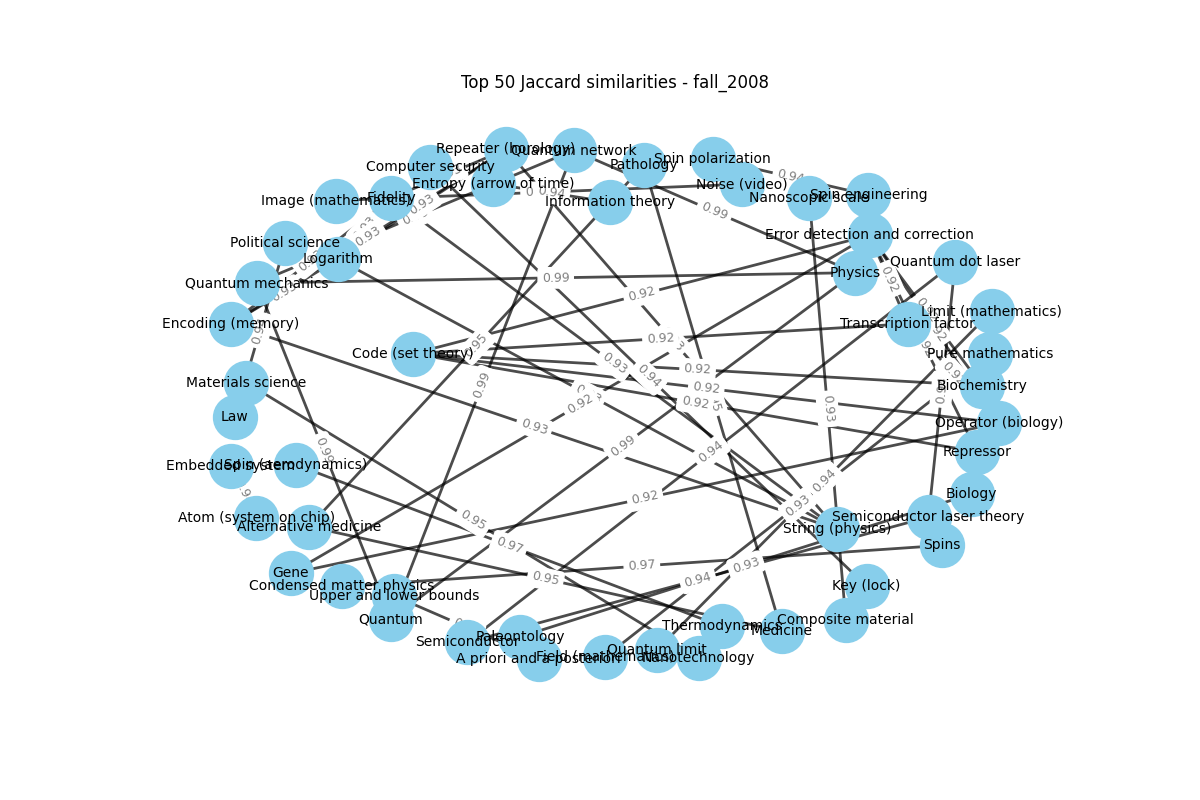 Top 50 Jaccard similarities - fall_2008
Repeater (horology)
Quantum network
Computer security
Pathology
Spin polarization
0.94
Entropy (arrow of time)
Noise (video)
Image (mathematics)
Fidelity
0.94
Information theory
Nanoscopic scale
Spin engineering
0.93
0.99
Political science
0.93
Error detection and correction
Logarithm
Quantum dot laser
Quantum mechanics
0.99
Physics
0.92
0.92
Encoding (memory)
Transcription factor
Limit (mathematics)
0.92
Code (set theory)
Pure mathematics
0.93
0.92
Materials science
0.99
0.94
0.92
Biochemistry
Law
0.92
0.92
0.93
Operator (biology)
0.93
0.99
0.99
0.94
Repressor
Embedded system
Spin (aerodynamics)
0.94
Biology
0.92
0.93
Atom (system on chip)
Alternative medicine
0.95
Semiconductor laser theory
String (physics)
0.97
Spins
Gene
0.97
0.93
0.95
0.94
Condensed matter physics
Key (lock)
Upper and lower bounds
Quantum
Composite material
Semiconductor
Paleontology
Thermodynamics
Medicine
A priori and a posteriori
Field (mathematics)
Quantum limit
Nanotechnology